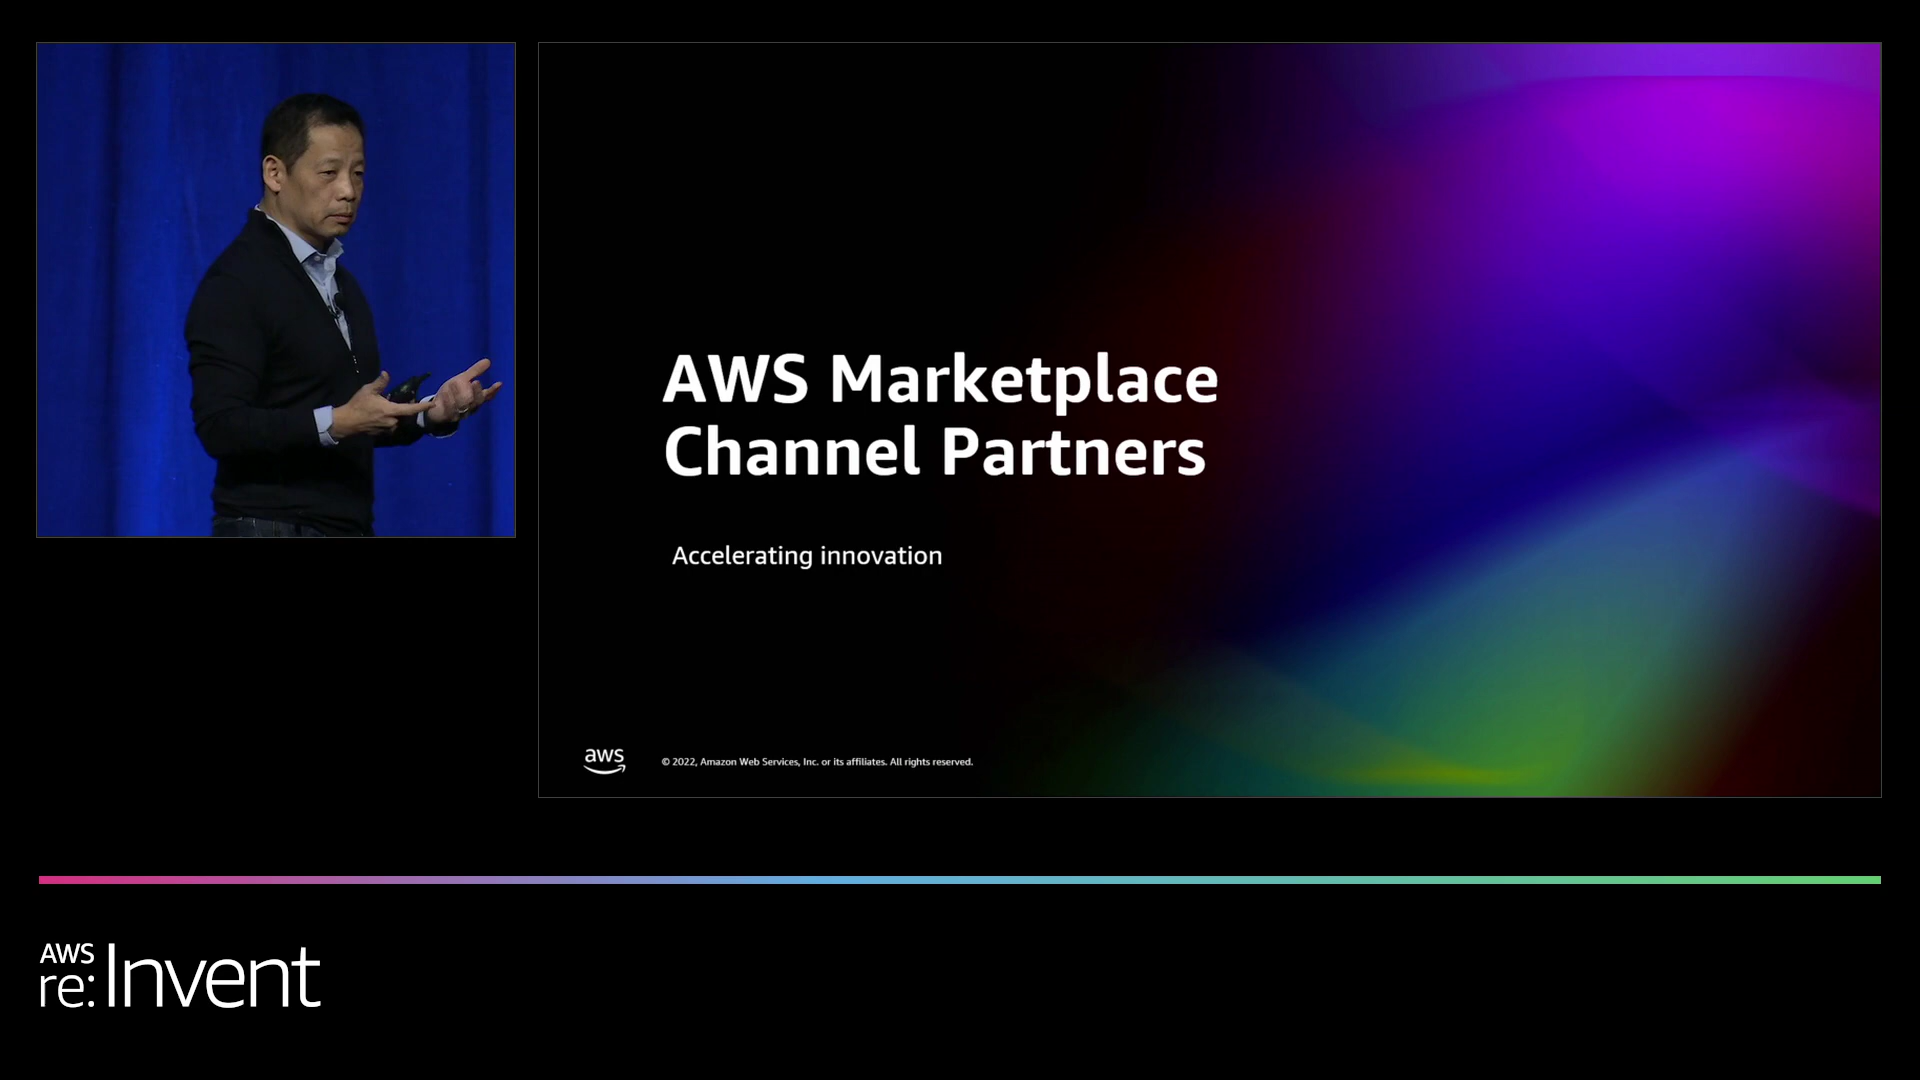 AWS Marketplace
Channel Partners
Accelerating innovation
aws
© 2022, Amazon Web Services, Inc. or its affiliates. All rights reserved.
AWS
re:Invent